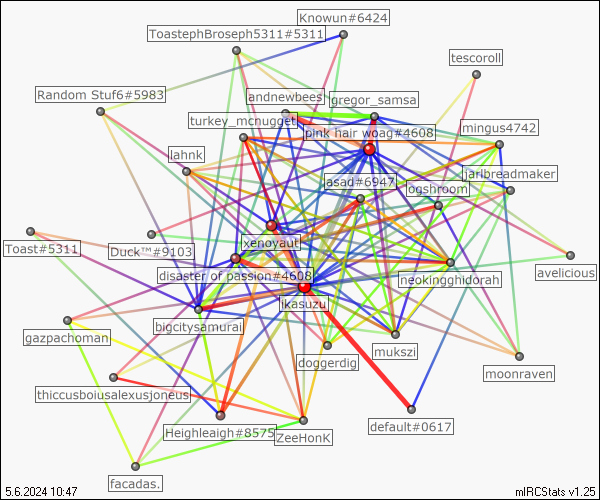 Knowun#6424
ToastephBroseph5311#5311
tescoroll
Random Stuf6#5983
andnewbees
gregor_samsa
turkey_mcnugget
mingus4742
pink hair woag#4608
lahnk
jarlbreadmaker
asad#6947
ogshroom
xenoyautl
Toast#5311
Duck™#9103
disaster of passion#4608
neokingghidorah
avelicious
ikasuzu
bigcitysamurai
gazpachoman
mukszi
doggerdig
moonraven
thiccusboiusalexusjoneus
default#0617
Heighleaigh#8575
ZeeHonK
facadas.
5.6.2024 10:47
mIRCStats v1.25